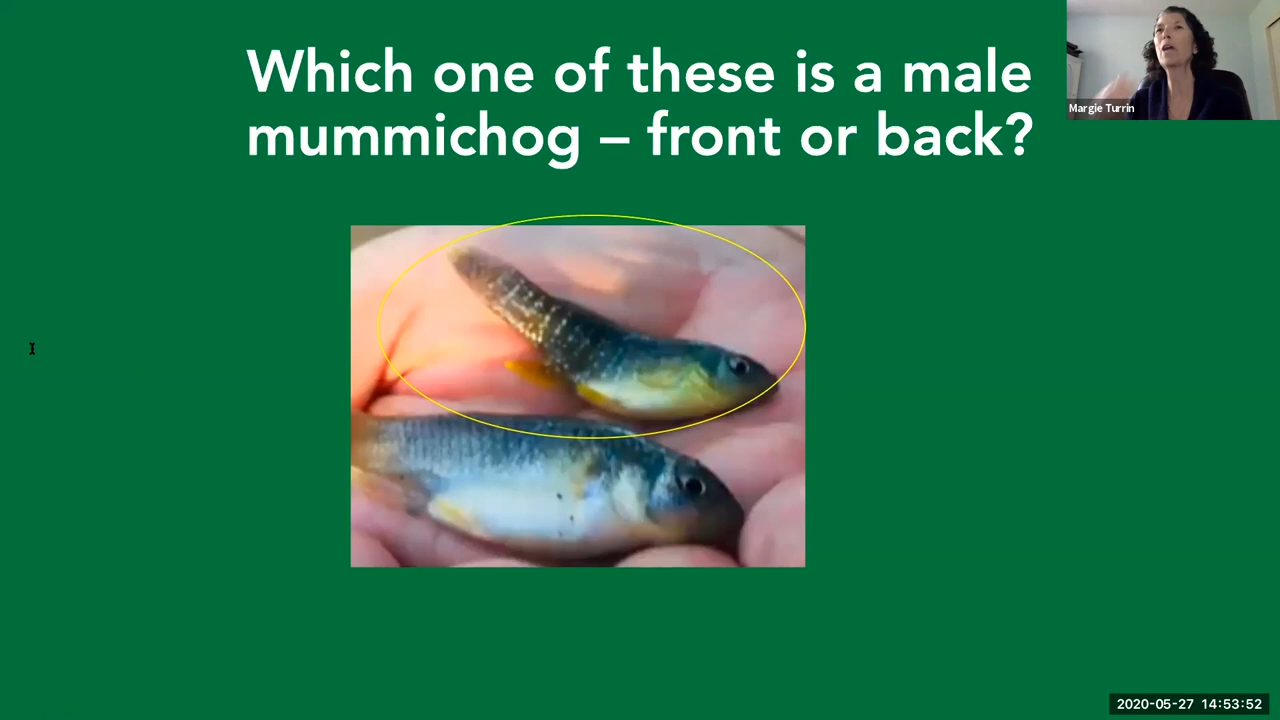 Which one of these is a male
mummichog – front or back?
Margie Turrin
2020-05-27 14:53:52